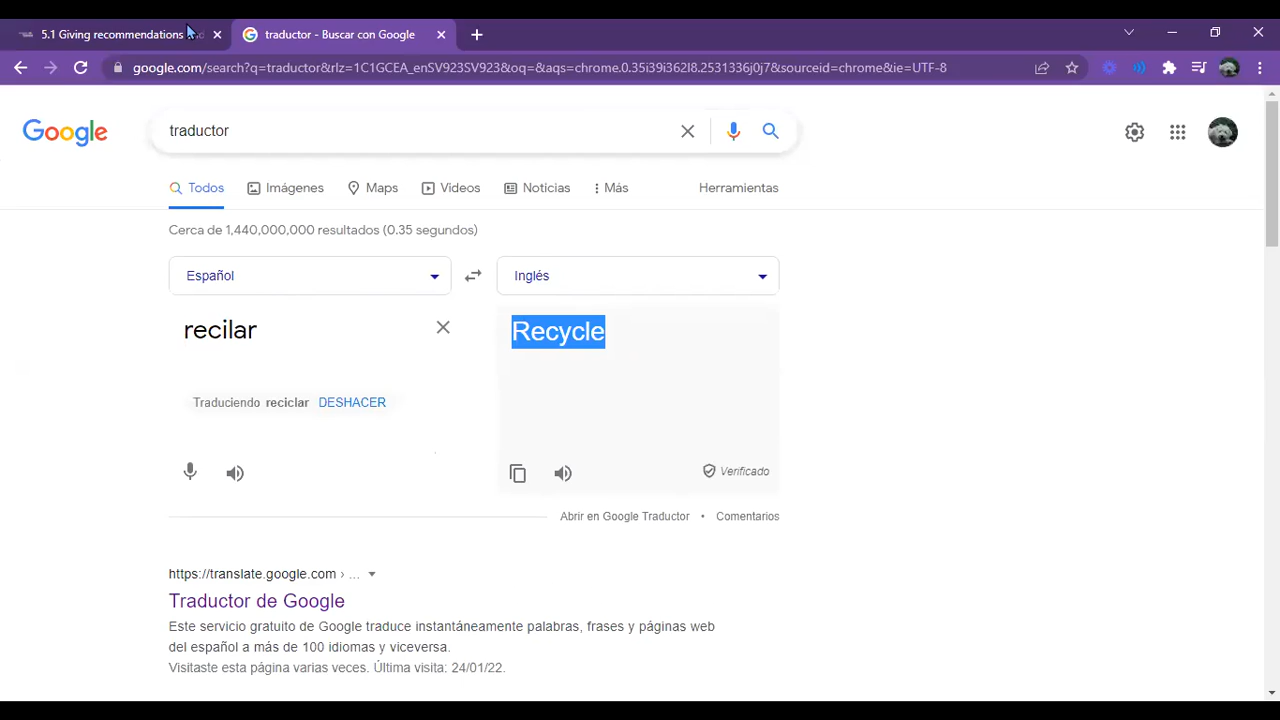 5.1 Giving recommendations
traductor - Buscar con Google
google.com/search?q=traductor&rlz=1C1GCEA_enSV923SV923&oq=&aqs=chrome.0.35i39i362l8.2531336j0j7&sourceid=chrome&ie=UTF-8
Google
traductor
Todos Imágenes Maps Videos Noticias Más Herramientas
Cerca de 1,440,000,000 resultados (0.35 segundos)
Español Inglés
recilar Recycle
Traduciendo reciclar DESHACER
Verificado
Abrir en Google Traductor • Comentarios
https://translate.google.com › ...
Traductor de Google
Este servicio gratuito de Google traduce instantáneamente palabras, frases y páginas web
del español a más de 100 idiomas y viceversa.
Visitaste esta página varias veces. Última visita: 24/01/22.